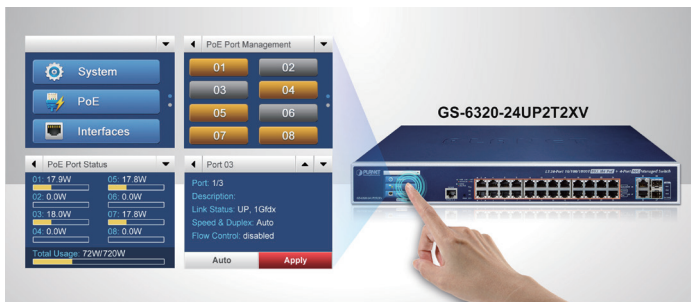 System
PoE
Interfaces
PoE Port Management
01 02
03 04
05 06
07 08
PoE Port Status
01: 17.9W 05: 17.8W
02: 0.0W 06: 0.0W
03: 18.0W 07: 17.8W
04: 0.0W 08: 0.0W
Total Usage: 72W/720W
Port 03
Port: 1/3
Description:
Link Status: UP, 1Gfdx
Speed & Duplex: Auto
Flow Control: disabled
Auto Apply
GS-6320-24UP2T2XV
PLANET